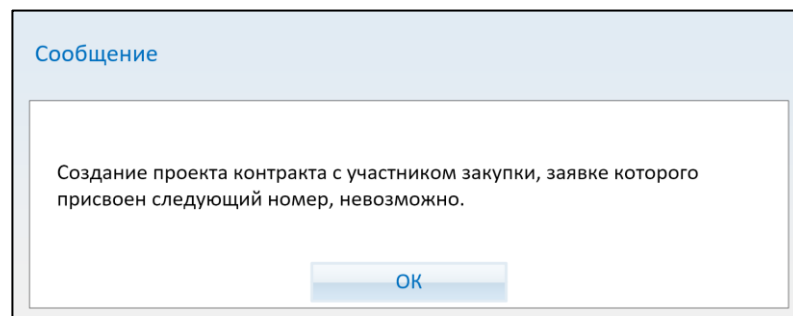 Сообщение
Создание проекта контракта с участником закупки, заявке которого
присвоен следующий номер, невозможно.
ОК